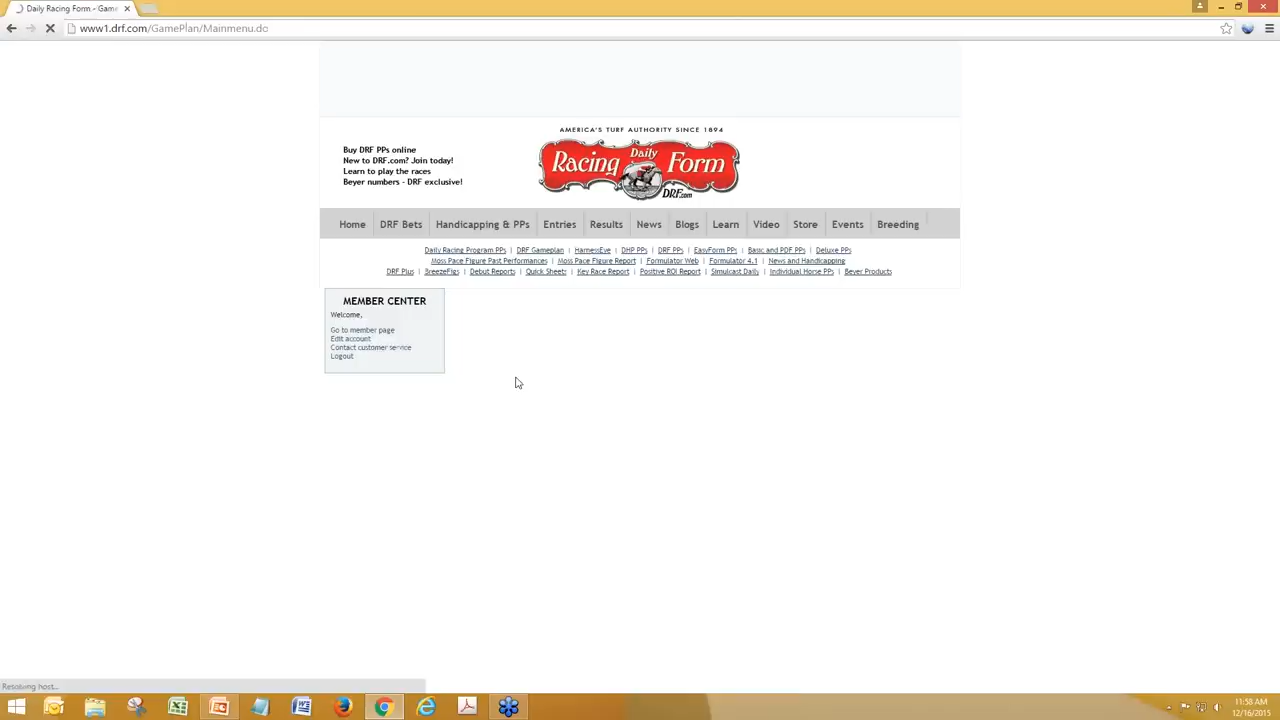 Daily Racing Form - Game
www1.drf.com/GamePlan/Mainmenu.do
AMERICA'S TURF AUTHORITY SINCE 1894
Buy DRF PPs online
New to DRF.com? Join today!
Learn to play the races
Beyer numbers - DRF exclusive!
Daily
Racing Form
DRF.com
Home DRF Bets Handicapping & PPs Entries Results News Blogs Learn Video Store Events Breeding
Daily Racing Program PPs | DRF Gameplan | HarnessEye | DHP PPs | DRF PPs | EasyForm PPs | Basic and PDF PPs | Deluxe PPs
Moss Pace Figure Past Performances | Moss Pace Figure Report | Formulator Web | Formulator 4.1 | News and Handicapping
DRF Plus | BreezeFigs | Debut Reports | Quick Sheets | Key Race Report | Positive ROI Report | Simulcast Daily | Individual Horse PPs | Beyer Products
MEMBER CENTER
Welcome,
Go to member page
Edit account
Contact customer service
Logout
Resolving host...
11:58 AM
12/16/2015